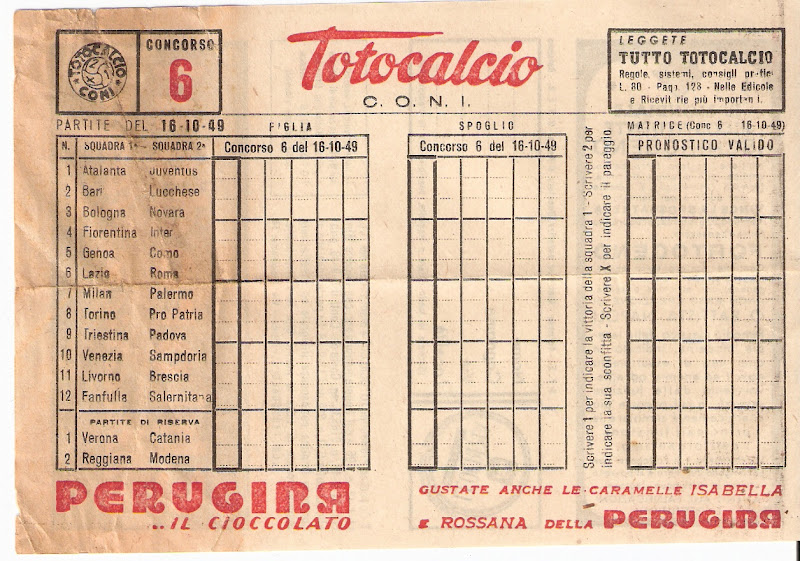 TOTOCALCIO
CONI
1 X 2
CONCORSO
6
Totocalcio
C. O. N. I.
LEGGETE
TUTTO TOTOCALCIO
Regole, sistemi, consigli pratici
L. 80 - Pagn. 128 - Nelle Edicole
e Ricevitorie più importanti.
PARTITE DEL 16-10-49 FIGLIA
N. SQUADRA 1ª - SQUADRA 2ª Concorso 6 del 16-10-49
1 Atalanta Juventus
2 Bari Lucchese
3 Bologna Novara
4 Fiorentina Inter
5 Genoa Como
6 Lazio Roma
7 Milan Palermo
8 Torino Pro Patria
9 Triestina Padova
10 Venezia Sampdoria
11 Livorno Brescia
12 Fanfulla Salernitana
PARTITE DI RISERVA
1 Verona Catania
2 Reggiana Modena
SPOGLIO
Concorso 6 del 16-10-49
Scrivere 1 per indicare la vittoria della squadra 1 - Scrivere 2 per
indicare la sua sconfitta - Scrivere X per indicare il pareggio.
MATRICE (Conc 6 16-10-49)
PRONOSTICO VALIDO
PERUGINA
..IL CIOCCOLATO
GUSTATE ANCHE LE CARAMELLE ISABELLA
E ROSSANA DELLA PERUGINA